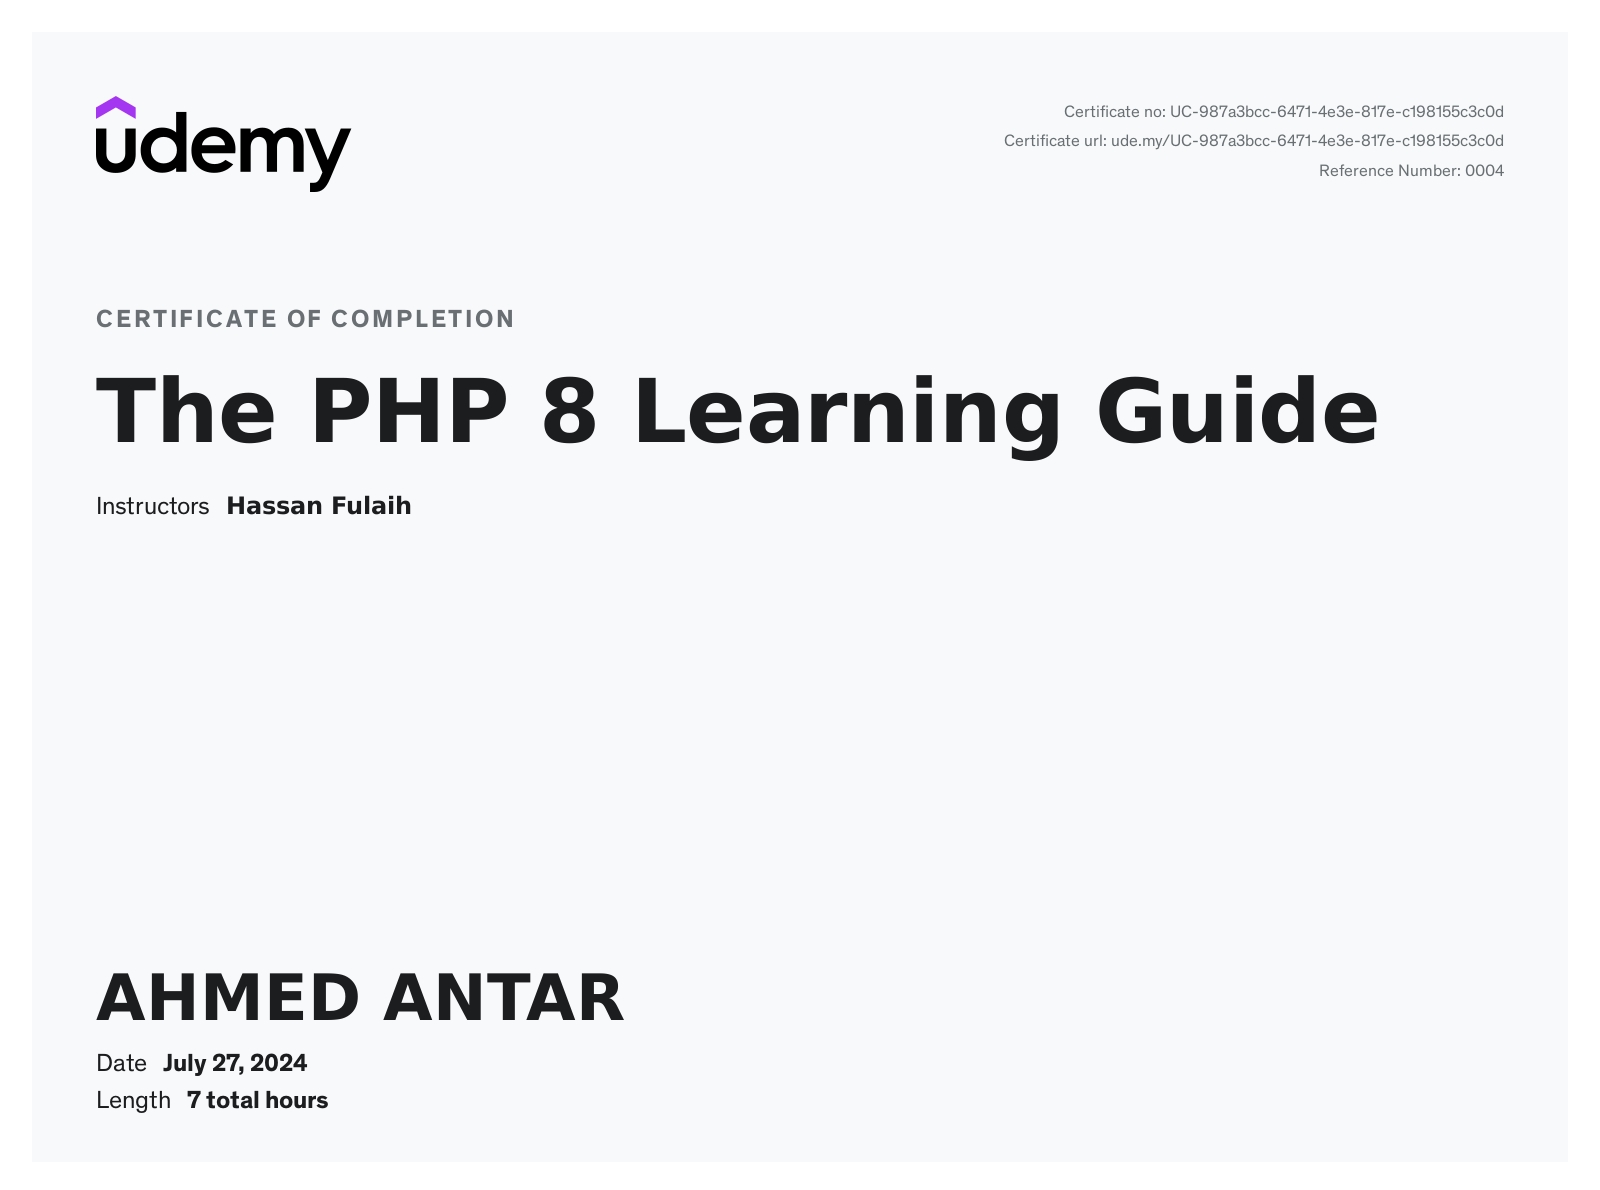 udemy
Certificate no: UC-987a3bcc-6471-4e3e-817e-c198155c3c0d
Certificate url: ude.my/UC-987a3bcc-6471-4e3e-817e-c198155c3c0d
Reference Number: 0004
CERTIFICATE OF COMPLETION
The PHP 8 Learning Guide
Instructors Hassan Fulaih
AHMED ANTAR
Date July 27, 2024
Length 7 total hours